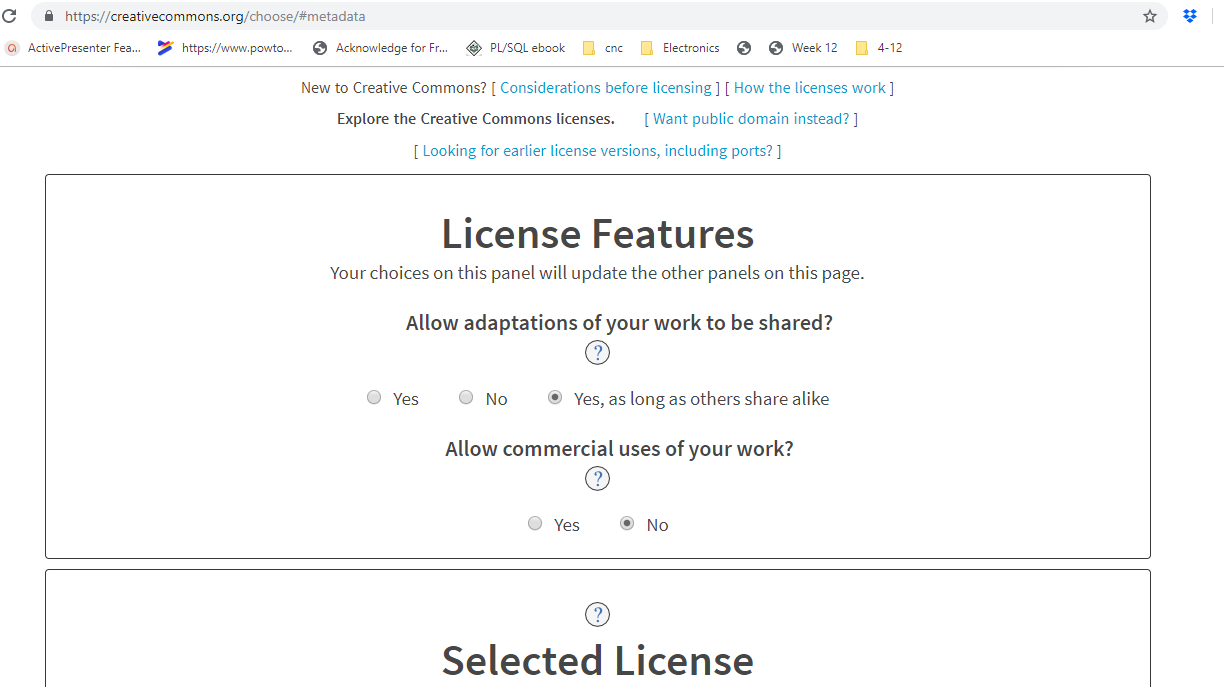 https://creativecommons.org/choose/#metadata
ActivePresenter Fea... https://www.powto... Acknowledge for Fr... PL/SQL ebook cnc Electronics Week 12 4-12
New to Creative Commons? [ Considerations before licensing ] [ How the licenses work ]
Explore the Creative Commons licenses. [ Want public domain instead? ]
[ Looking for earlier license versions, including ports? ]
License Features
Your choices on this panel will update the other panels on this page.
Allow adaptations of your work to be shared?
?
Yes No Yes, as long as others share alike
Allow commercial uses of your work?
?
Yes No
?
Selected License